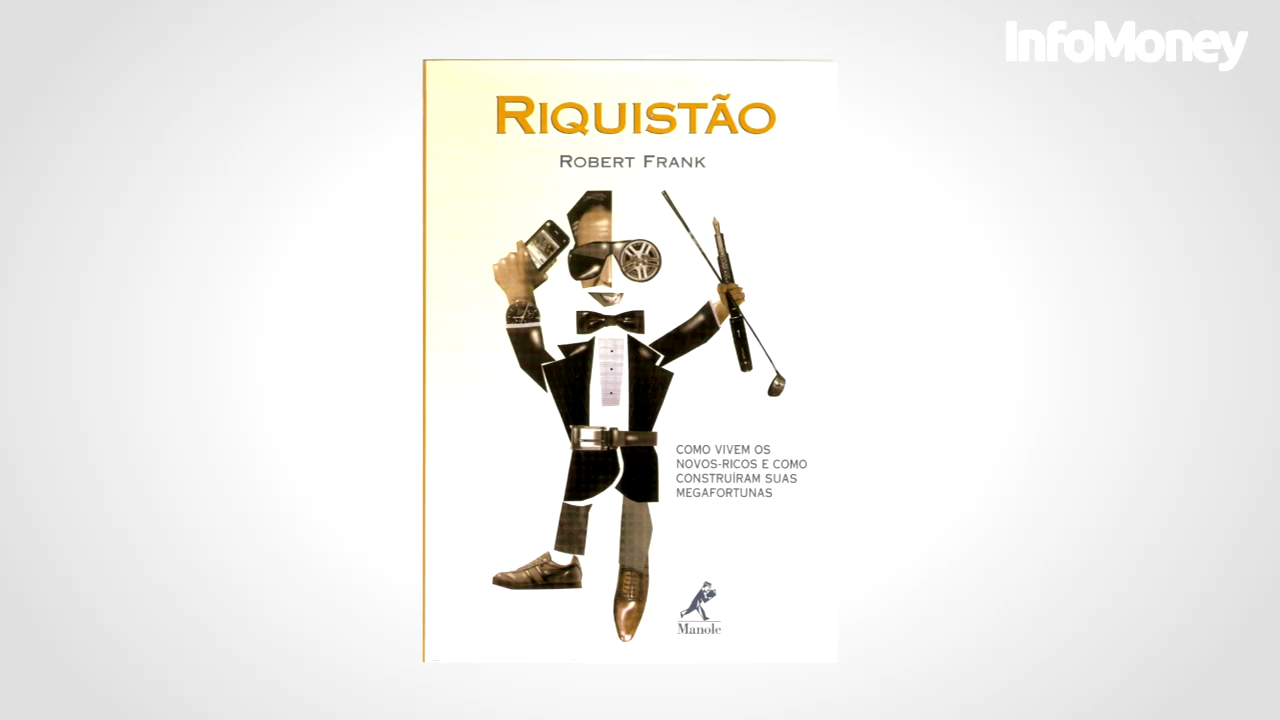 InfoMoney
RIQUISTÃO
ROBERT FRANK
COMO VIVEM OS
NOVOS-RICOS E COMO
CONSTRUÍRAM SUAS
MEGAFORTUNAS
Manole